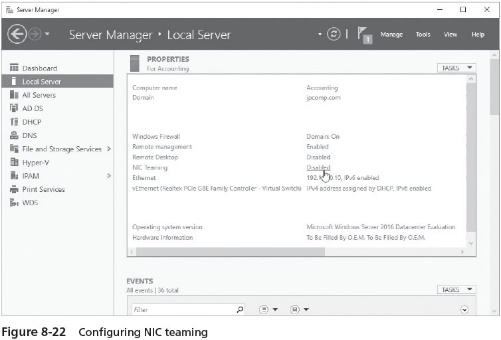 Server Manager
Server Manager • Local Server
1
Manage Tools View Help
Dashboard
Local Server
All Servers
AD DS
DHCP
DNS
File and Storage Services
Hyper-V
IPAM
Print Services
WDS
PROPERTIES
For Accounting
TASKS
Computer name Accounting
Domain jpcomp.com
Windows Firewall Domain: On
Remote management Enabled
Remote Desktop Disabled
NIC Teaming Disabled
Ethernet 192. 0.10, IPv6 enabled
vEthernet (Realtek PCIe GBE Family Controller - Virtual Switch) IPv4 address assigned by DHCP, IPv6 enabled
Operating system version Microsoft Windows Server 2016 Datacenter Evaluation
Hardware information To Be Filled By O.E.M. To Be Filled By O.E.M.
EVENTS
All events | 36 total
TASKS
Filter
Figure 8-22 Configuring NIC teaming